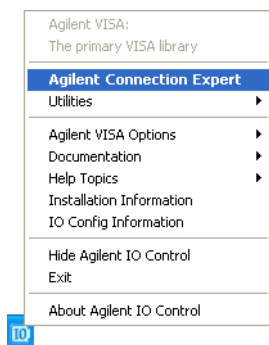 Agilent VISA:
The primary VISA library
Agilent Connection Expert
Utilities
Agilent VISA Options
Documentation
Help Topics
Installation Information
IO Config Information
Hide Agilent IO Control
Exit
About Agilent IO Control
IO